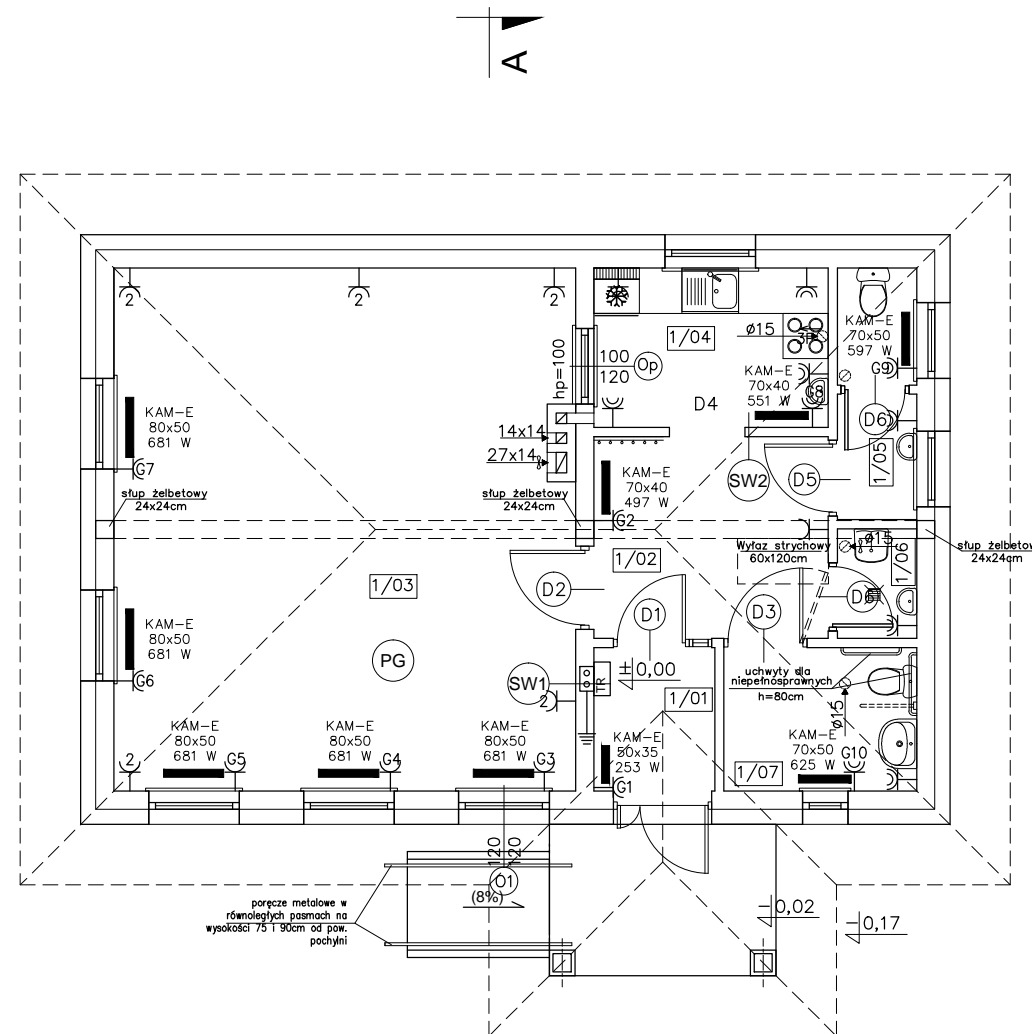 A
2
2
2
KAM-E
80x50
681 W
G7
słup żelbetowy
24x24cm
hp=100
100
120
Op
14x14
27x14
słup żelbetowy
24x24cm
1/04
ø15
KAM-E
70x40
551 W
G8
D4
KAM-E
70x50
597 W
G9
D6
1/05
KAM-E
70x40
497 W
G2
SW2
D5
Wyłaz strychowy
60x120cm
ø15
1/06
słup żelbetow
24x24cm
1/03
1/02
D2
D1
D3
D6
PG
KAM-E
80x50
681 W
G6
SW1
2
TR
±0,00
1/01
uchwyty dla
niepełnosprawnych
h=80cm
ø15
2
KAM-E
80x50
681 W
G5
KAM-E
80x50
681 W
G4
KAM-E
80x50
681 W
G3
KAM-E
50x35
253 W
G1
1/07
KAM-E
70x50
625 W
G10
120
120
O1
(8%)
poręcze metalowe w
równoległych pasmach na
wysokości 75 i 90cm od pow.
pochylni
-0,02
-0,17